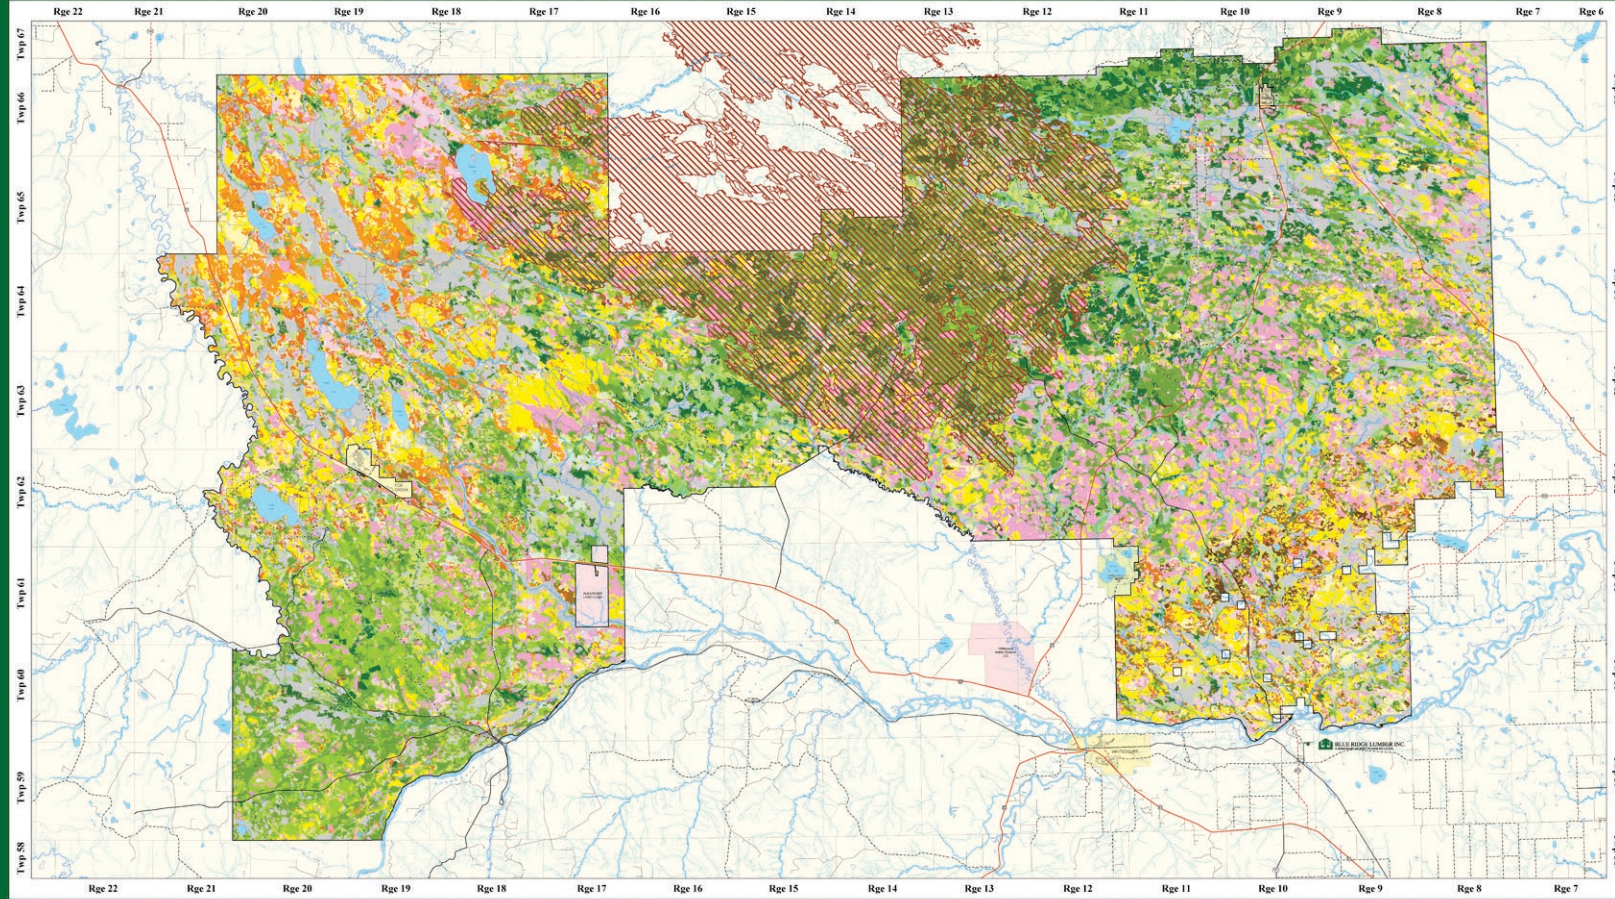 Rge 22
Rge 21
Rge 20
Rge 19
Rge 18
Rge 17
Rge 16
Rge 15
Rge 14
Rge 13
Rge 12
Rge 11
Rge 10
Rge 9
Rge 8
Rge 7
Rge 6
Twp 67
Twp 66
Twp 65
Twp 64
Twp 63
Twp 62
Twp 61
Twp 60
Twp 59
Twp 58
WHITECOURT
BLUE RIDGE LUMBER INC.
Rge 22
Rge 21
Rge 20
Rge 19
Rge 18
Rge 17
Rge 16
Rge 15
Rge 14
Rge 13
Rge 12
Rge 11
Rge 10
Rge 9
Rge 8
Rge 7